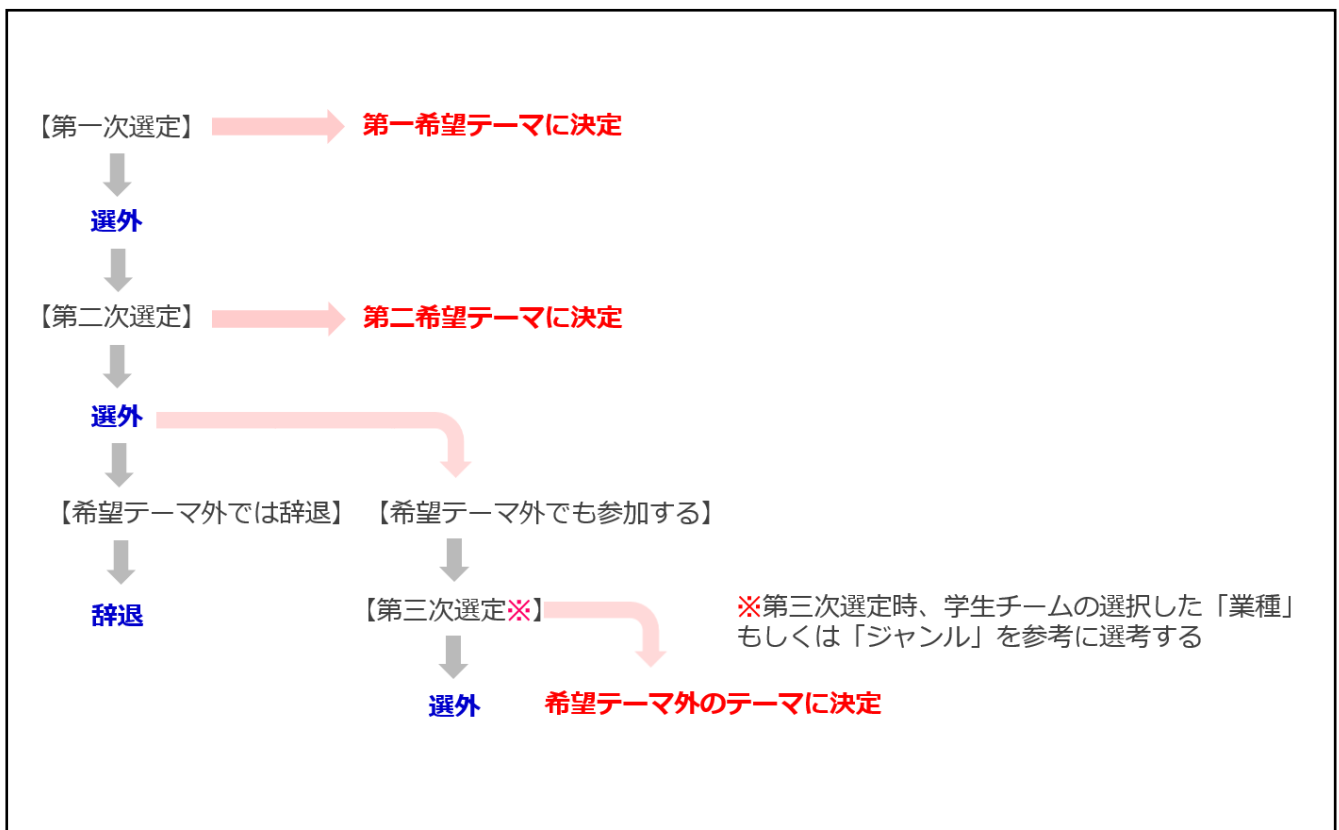 【第一次選定】
第一希望テーマに決定
選外
【第二次選定】
第二希望テーマに決定
選外
【希望テーマ外では辞退】
【希望テーマ外でも参加する】
辞退
【第三次選定※】
※第三次選定時、学生チームの選択した「業種」
もしくは「ジャンル」を参考に選考する
選外
希望テーマ外のテーマに決定